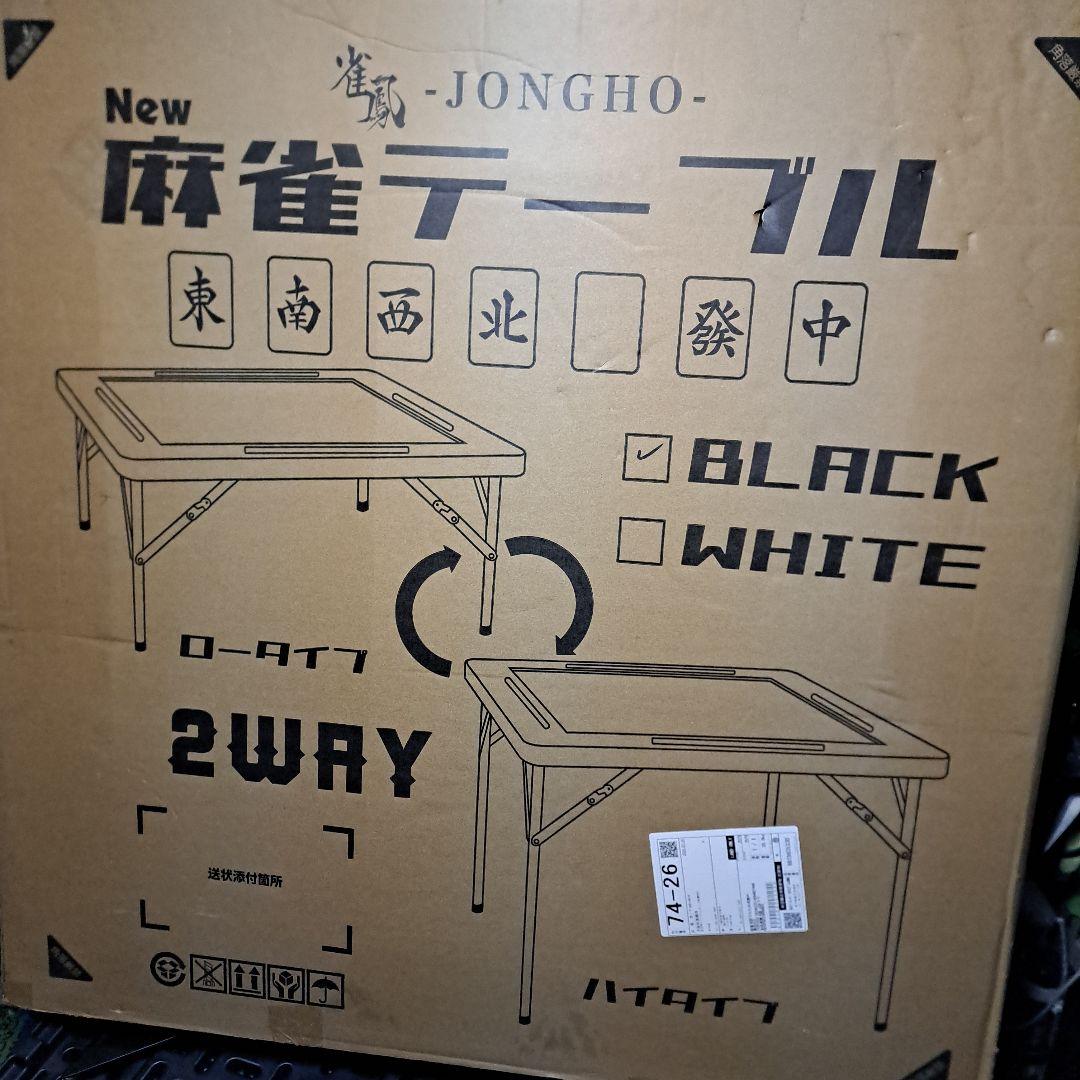 雀鳳 -JONGHO-
New
麻雀テーブル
東 南 西 北 發 中
✓ BLACK
WHITE
ロータイプ
2WAY
送状添付箇所
74-26
ハイタイプ